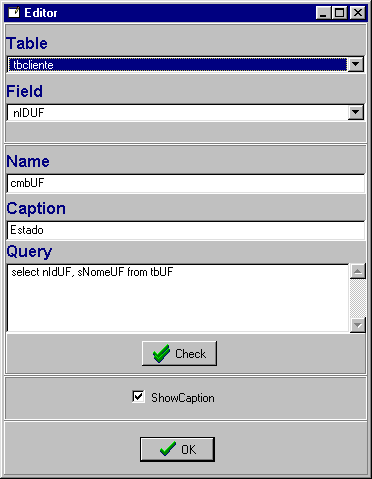 Editor
Table
tbcliente
Field
nIDUF
Name
cmbUF
Caption
Estado
Query
select nIdUF, sNomeUF from tbUF
Check
ShowCaption
OK